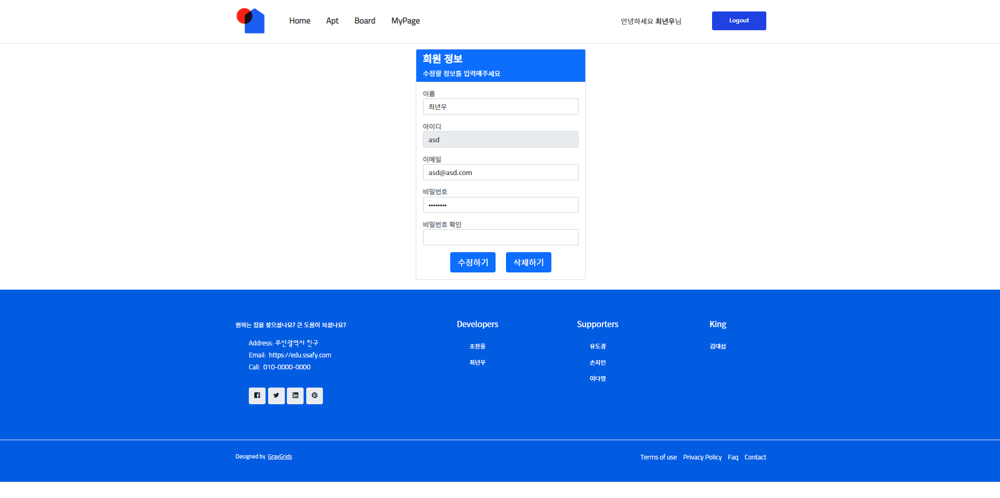 Home Apt Board MyPage 안녕하세요 최년우님 Logout
회원 정보
수정할 정보를 입력해주세요
이름
최년우
아이디
asd
이메일
asd@asd.com
비밀번호
••••••••
비밀번호 확인
수정하기 삭제하기
원하는 집을 찾으셨나요? 큰 도움이 되셨나요?
Address: 부산광역시 진구
Email: https://edu.ssafy.com
Call: 010-0000-0000
Developers
조찬흥
최년우
Supporters
유도경
손지민
이다영
King
김대섭
Designed by GrayGrids
Terms of use Privacy Policy Faq Contact